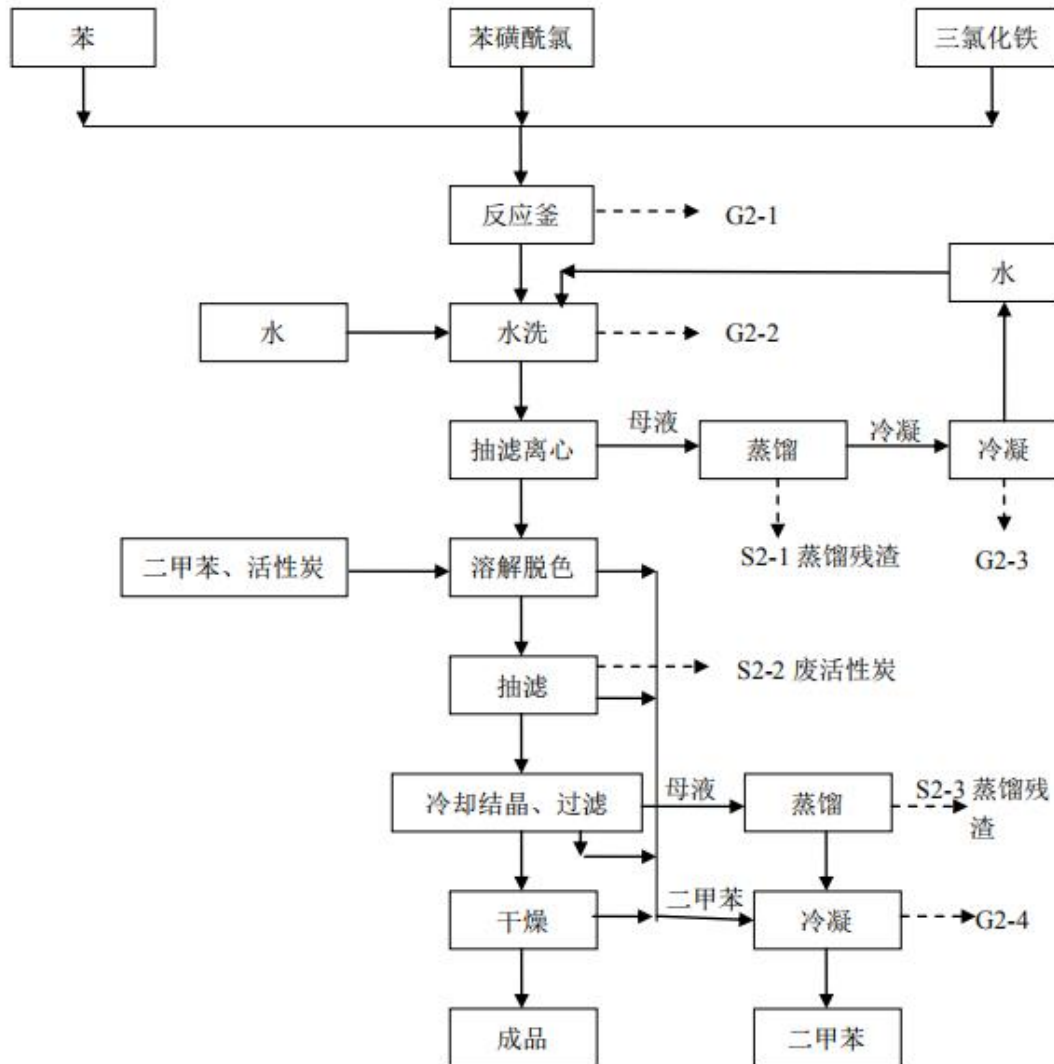 苯
苯磺酰氯
三氯化铁
反应釜
G2-1
水
水
水洗
G2-2
母液
冷凝
抽滤离心
蒸馏
冷凝
S2-1 蒸馏残渣
G2-3
二甲苯、活性炭
溶解脱色
抽滤
S2-2 废活性炭
冷却结晶、过滤
母液
蒸馏
S2-3 蒸馏残
渣
二甲苯
干燥
冷凝
G2-4
成品
二甲苯